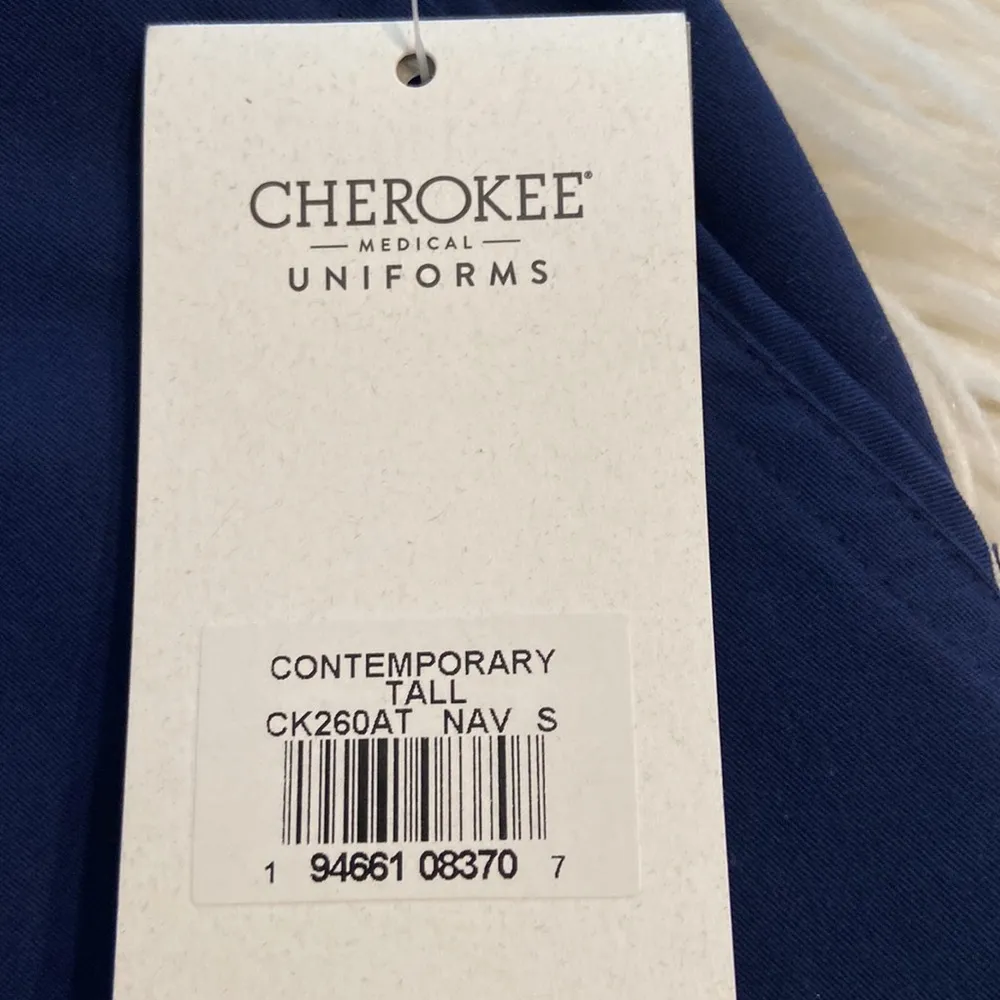 CHEROKEE®
MEDICAL
UNIFORMS
CONTEMPORARY
TALL
CK260AT NAV S
1 94661 08370 7